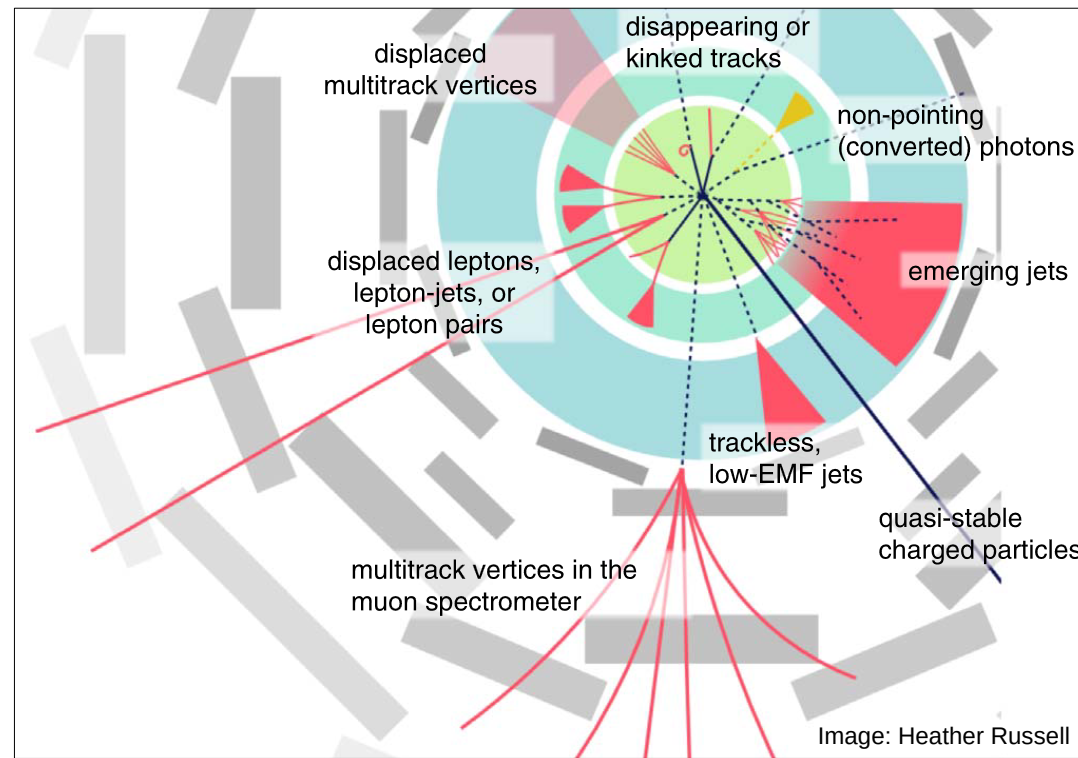 disappearing or
kinked tracks
displaced
multitrack vertices
non-pointing
(converted) photons
displaced leptons,
lepton-jets, or
lepton pairs
emerging jets
trackless,
low-EMF jets
quasi-stable
charged particles
multitrack vertices in the
muon spectrometer
Image: Heather Russell